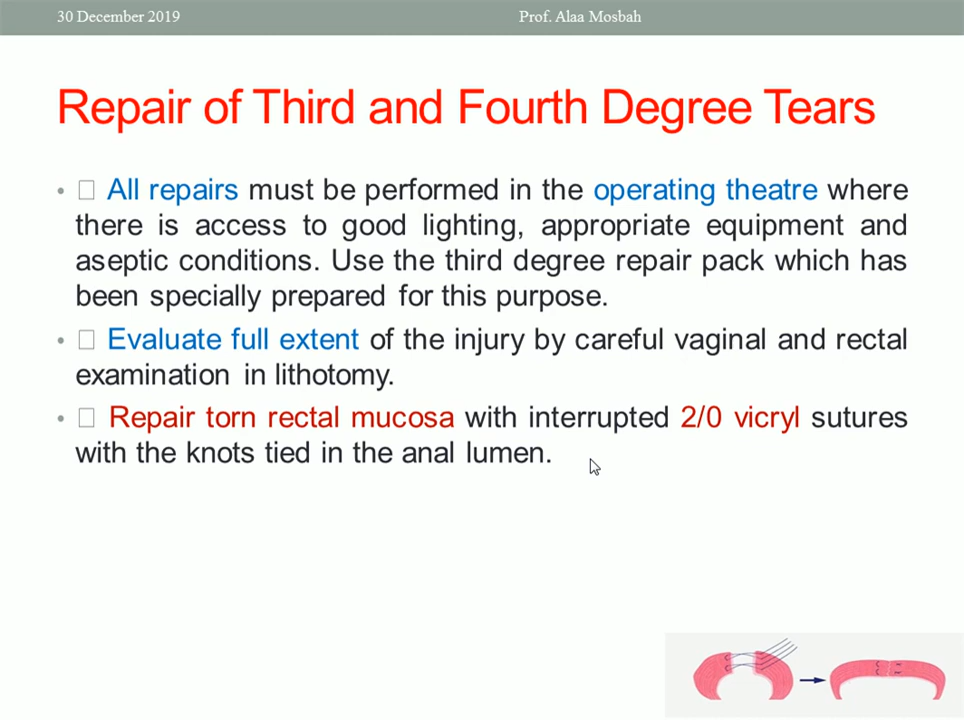 30 December 2019 Prof. Alaa Mosbah
Repair of Third and Fourth Degree Tears
• □ All repairs must be performed in the operating theatre where
there is access to good lighting, appropriate equipment and
aseptic conditions. Use the third degree repair pack which has
been specially prepared for this purpose.
• □ Evaluate full extent of the injury by careful vaginal and rectal
examination in lithotomy.
• □ Repair torn rectal mucosa with interrupted 2/0 vicryl sutures
with the knots tied in the anal lumen.